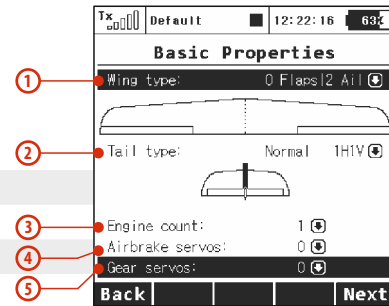 Tx Default 12:22:16 63%
Basic Properties
1 Wing type: 0 Flaps|2 Ail
2 Tail type: Normal 1H1V
3 Engine count: 1
4 Airbrake servos: 0
5 Gear servos: 0
Back Next